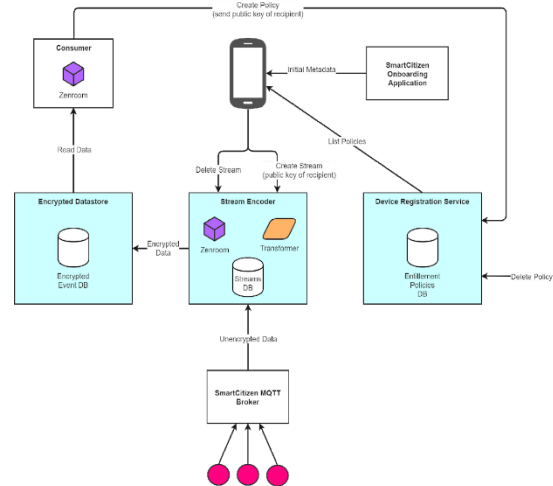 Create Policy
(send public key of recipient)
Consumer
Zenroom
Initial Metadata
SmartCitizen
Onboarding
Application
List Policies
Read Data
Delete Stream
Create Stream
(public key of recipient)
Encrypted Datastore
Encrypted
Event DB
Encrypted
Data
Stream Encoder
Zenroom
Transformer
Streams
DB
Device Registration Service
Entitlement
Policies
DB
Delete Policy
Unencrypted Data
SmartCitizen MQTT
Broker